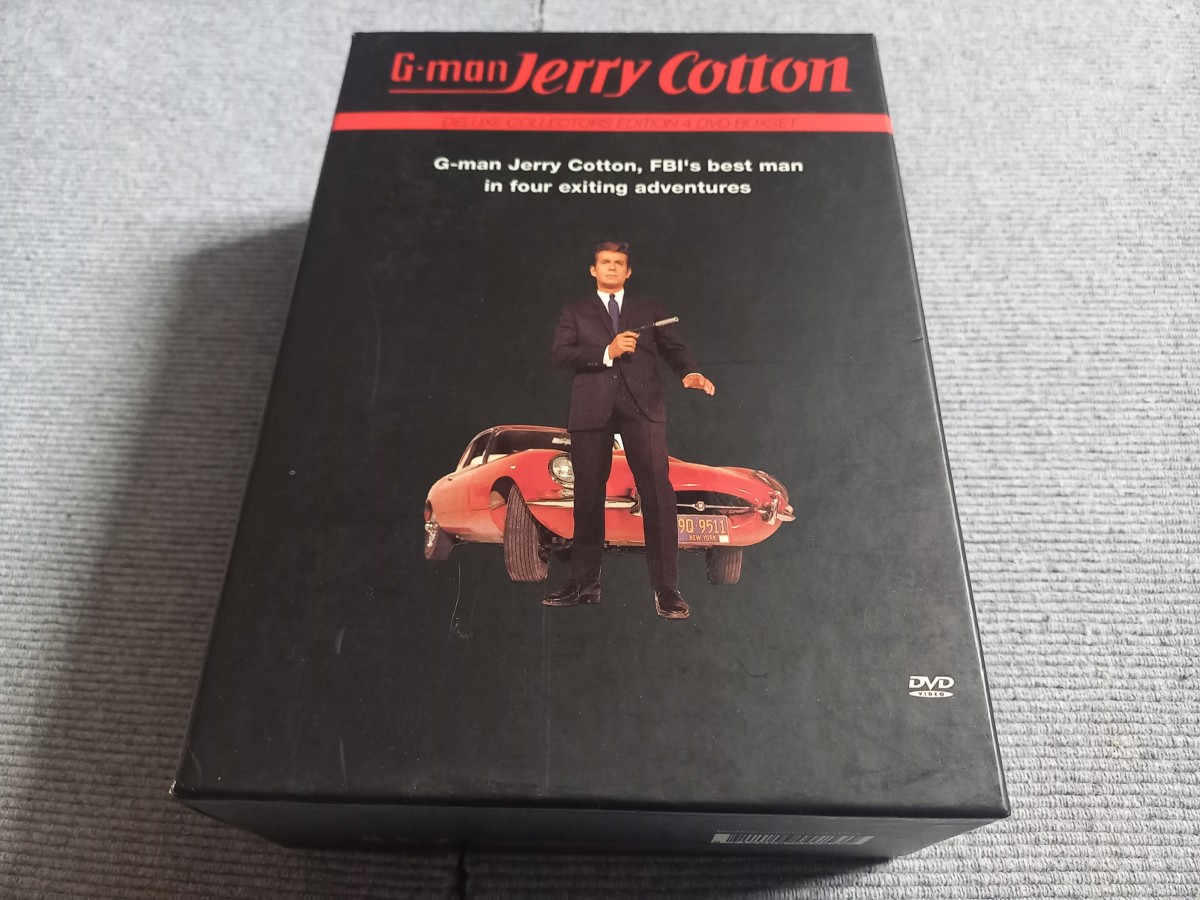 G-man Jerry Cotton
DELUXE COLLECTORS EDITION 4 DVD BOXSET
G-man Jerry Cotton, FBI's best man
in four exiting adventures
9Q·9511
NEW YORK
DVD
VIDEO